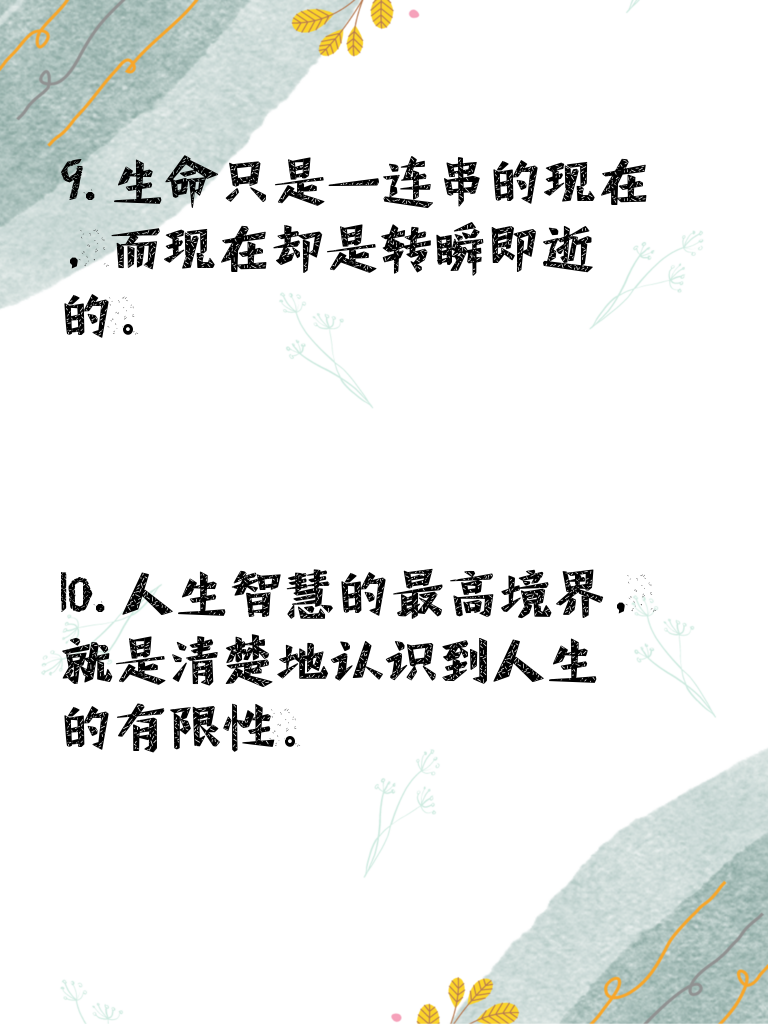 9.生命只是一连串的现在
，而现在却是转瞬即逝
的。
10.人生智慧的最高境界，
就是清楚地认识到人生
的有限性。